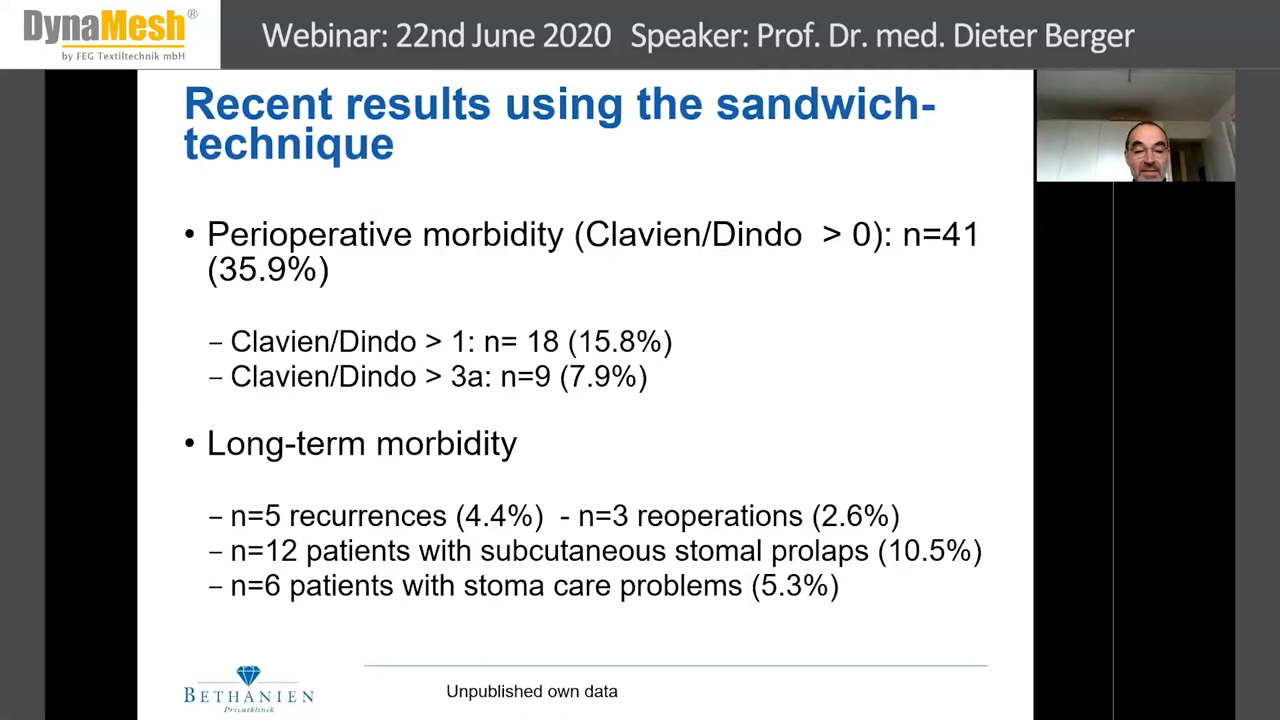 DynaMesh®
by FEG Textiltechnik mbH
Webinar: 22nd June 2020 Speaker: Prof. Dr. med. Dieter Berger
Recent results using the sandwich-
technique
• Perioperative morbidity (Clavien/Dindo > 0): n=41
(35.9%)
– Clavien/Dindo > 1: n= 18 (15.8%)
– Clavien/Dindo > 3a: n=9 (7.9%)
• Long-term morbidity
– n=5 recurrences (4.4%) - n=3 reoperations (2.6%)
– n=12 patients with subcutaneous stomal prolaps (10.5%)
– n=6 patients with stoma care problems (5.3%)
BETHANIEN
Privatklinik
Unpublished own data